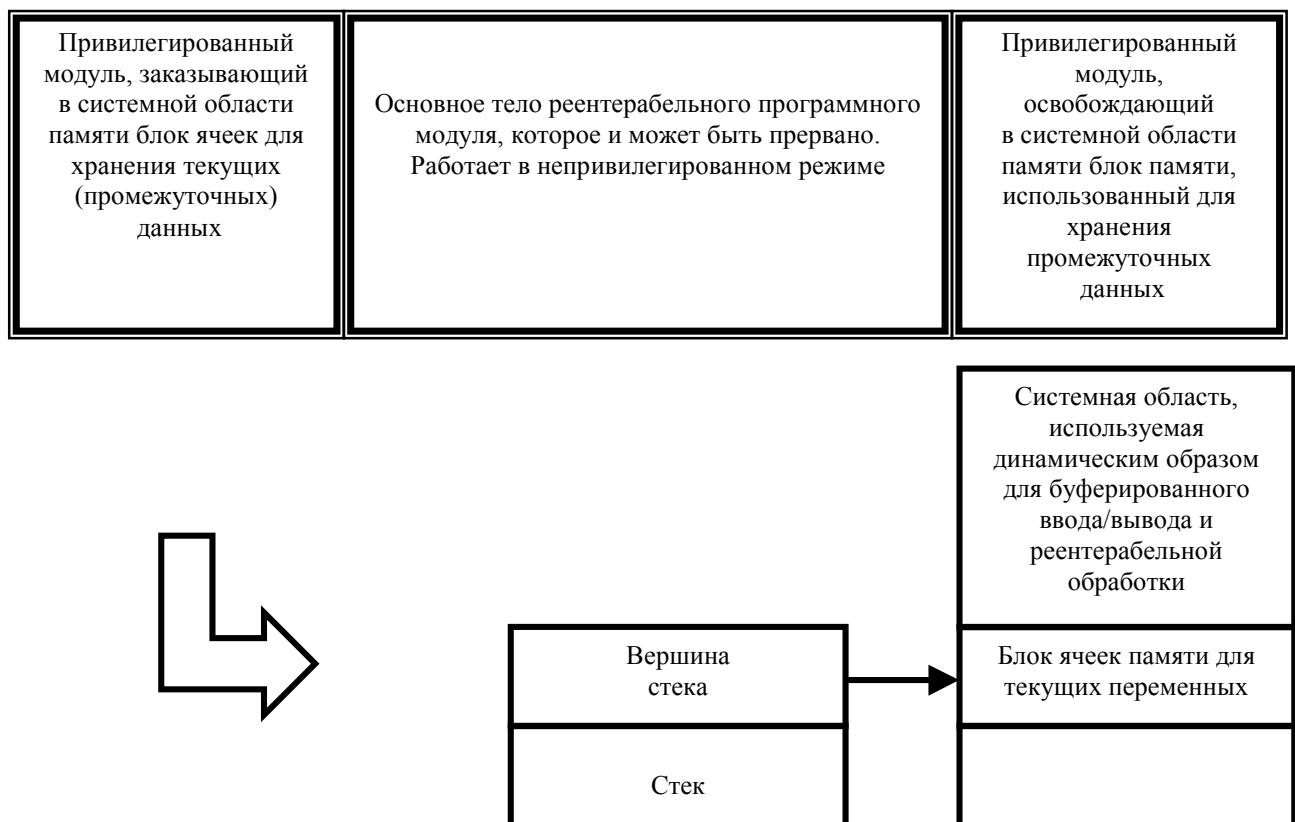 Привилегированный
модуль, заказывающий
в системной области
памяти блок ячеек для
хранения текущих
(промежуточных)
данных
Основное тело реентерабельного программного
модуля, которое и может быть прервано.
Работает в непривилегированном режиме
Привилегированный
модуль,
освобождающий
в системной области
памяти блок памяти,
использованный для
хранения
промежуточных
данных
Системная область,
используемая
динамическим образом
для буферированного
ввода/вывода и
реентерабельной
обработки
Вершина
стека
Блок ячеек памяти для
текущих переменных
Стек